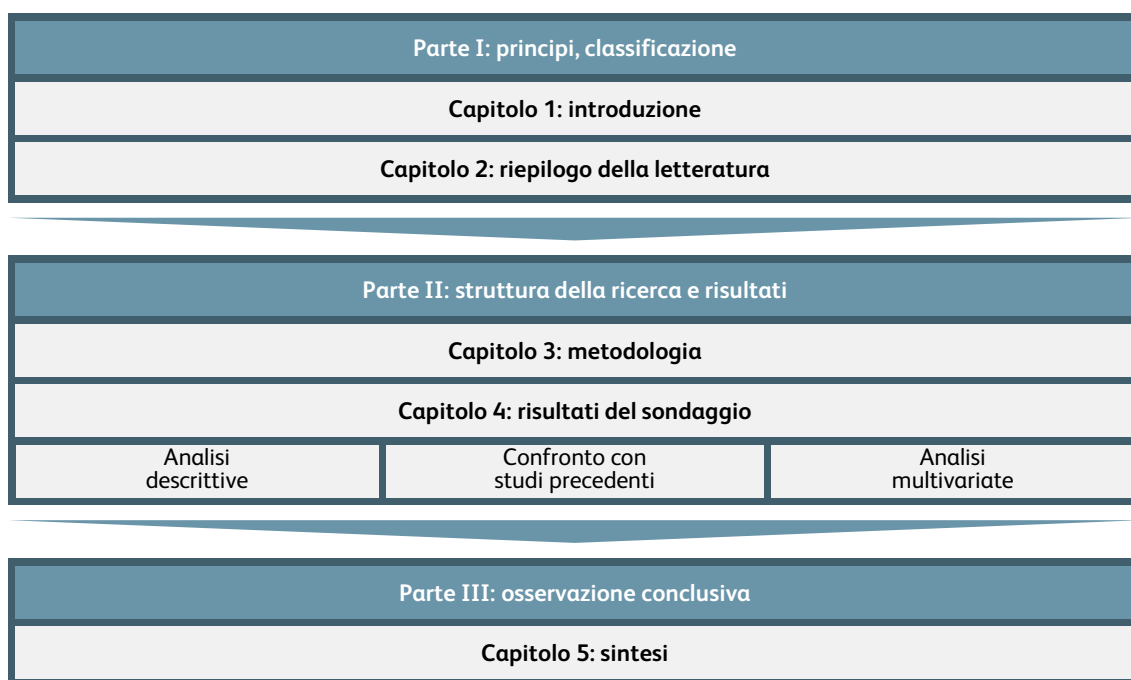 Parte I: principi, classificazione
Capitolo 1: introduzione
Capitolo 2: riepilogo della letteratura
Parte II: struttura della ricerca e risultati
Capitolo 3: metodologia
Capitolo 4: risultati del sondaggio
Analisi
descrittive
Confronto con
studi precedenti
Analisi
multivariate
Parte III: osservazione conclusiva
Capitolo 5: sintesi